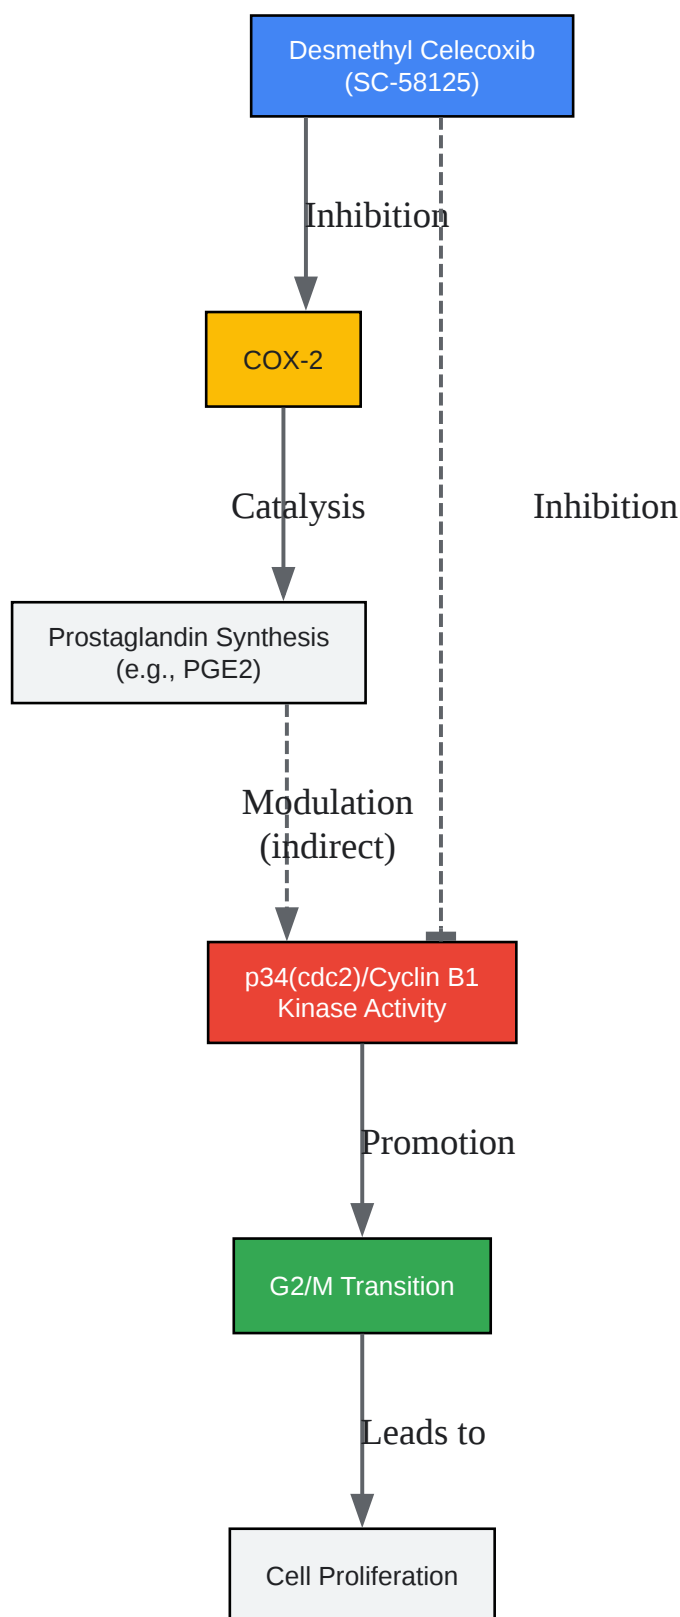 Desmethyl Celecoxib
(SC-58125)
Inhibition
COX-2
Catalysis
Inhibition
Prostaglandin Synthesis
(e.g., PGE2)
Modulation
(indirect)
p34(cdc2)/Cyclin B1
Kinase Activity
Promotion
G2/M Transition
Leads to
Cell Proliferation